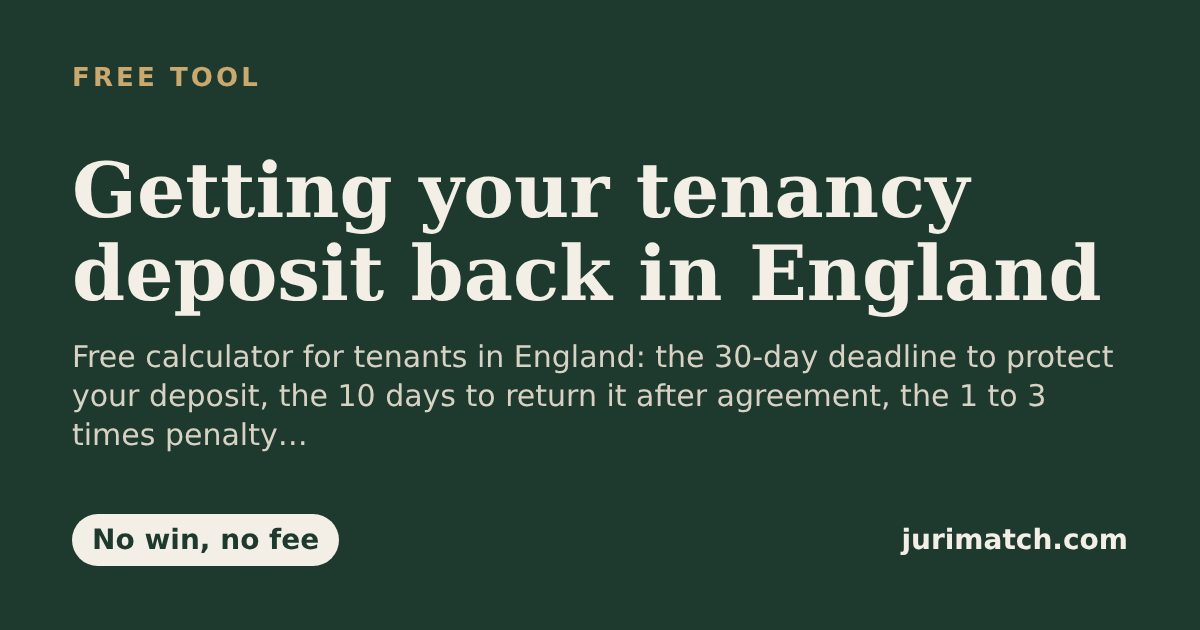 FREE TOOL
Getting your tenancy
deposit back in England
Free calculator for tenants in England: the 30-day deadline to protect
your deposit, the 10 days to return it after agreement, the 1 to 3
times penalty…
No win, no fee
jurimatch.com